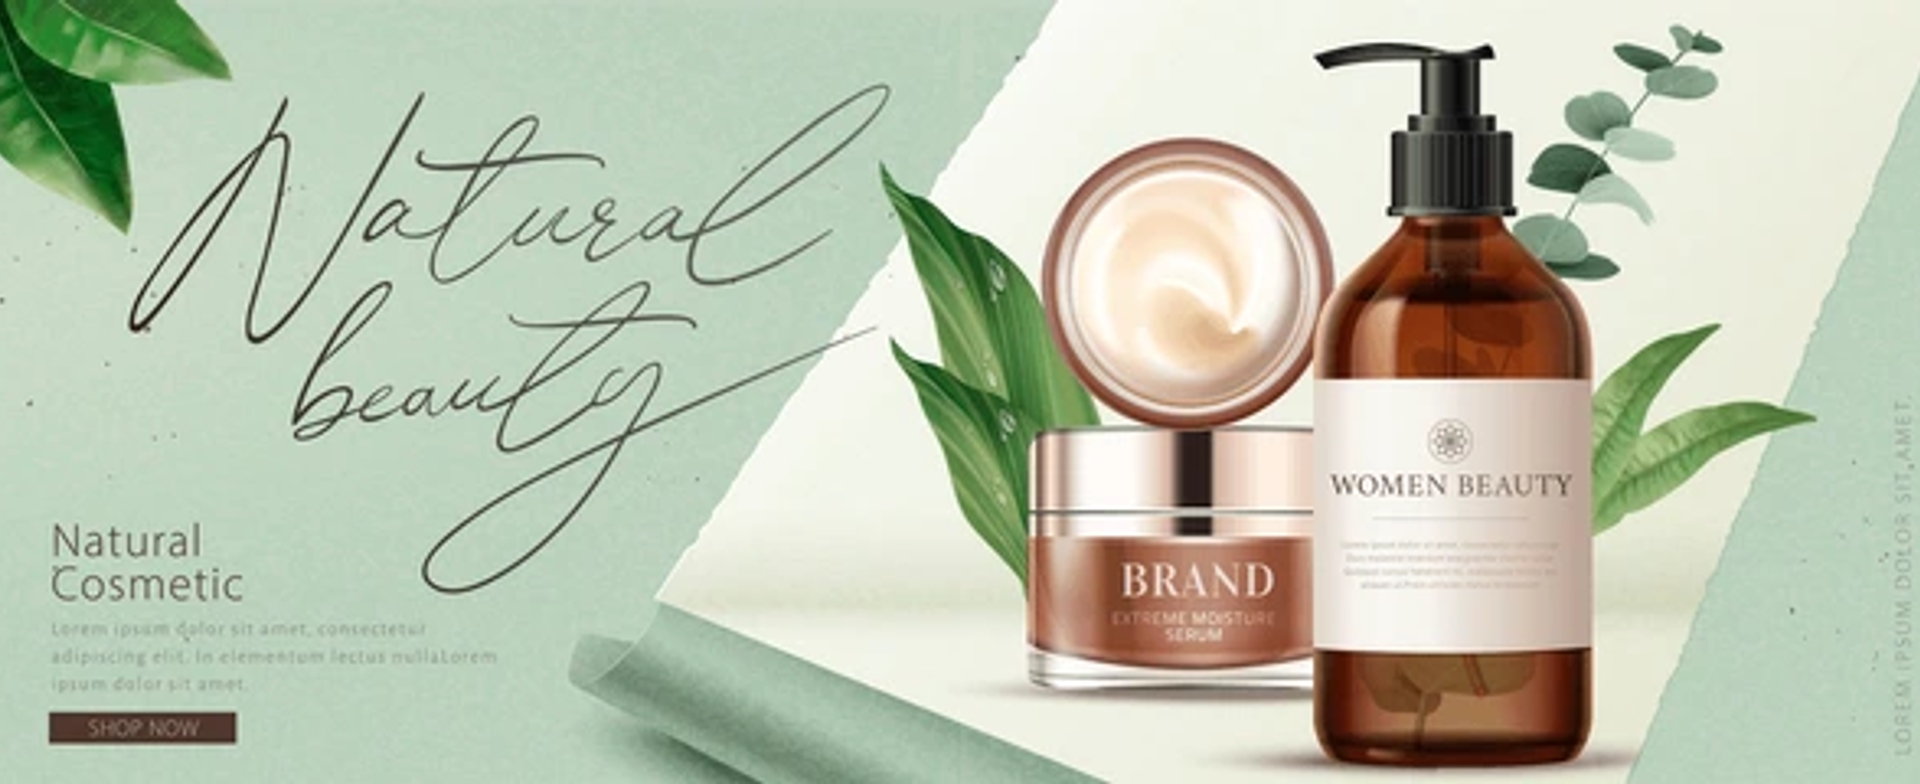 Natural
beauty
Natural
Cosmetic
Lorem ipsum dolor sit amet, consectetur
adipiscing elit. In elementum lectus nullaLorem
ipsum dolor sit amet.
SHOP NOW
BRAND
EXTREME MOISTURE
SERUM
WOMEN BEAUTY
LOREM IPSUM DOLOR SIT AMET.